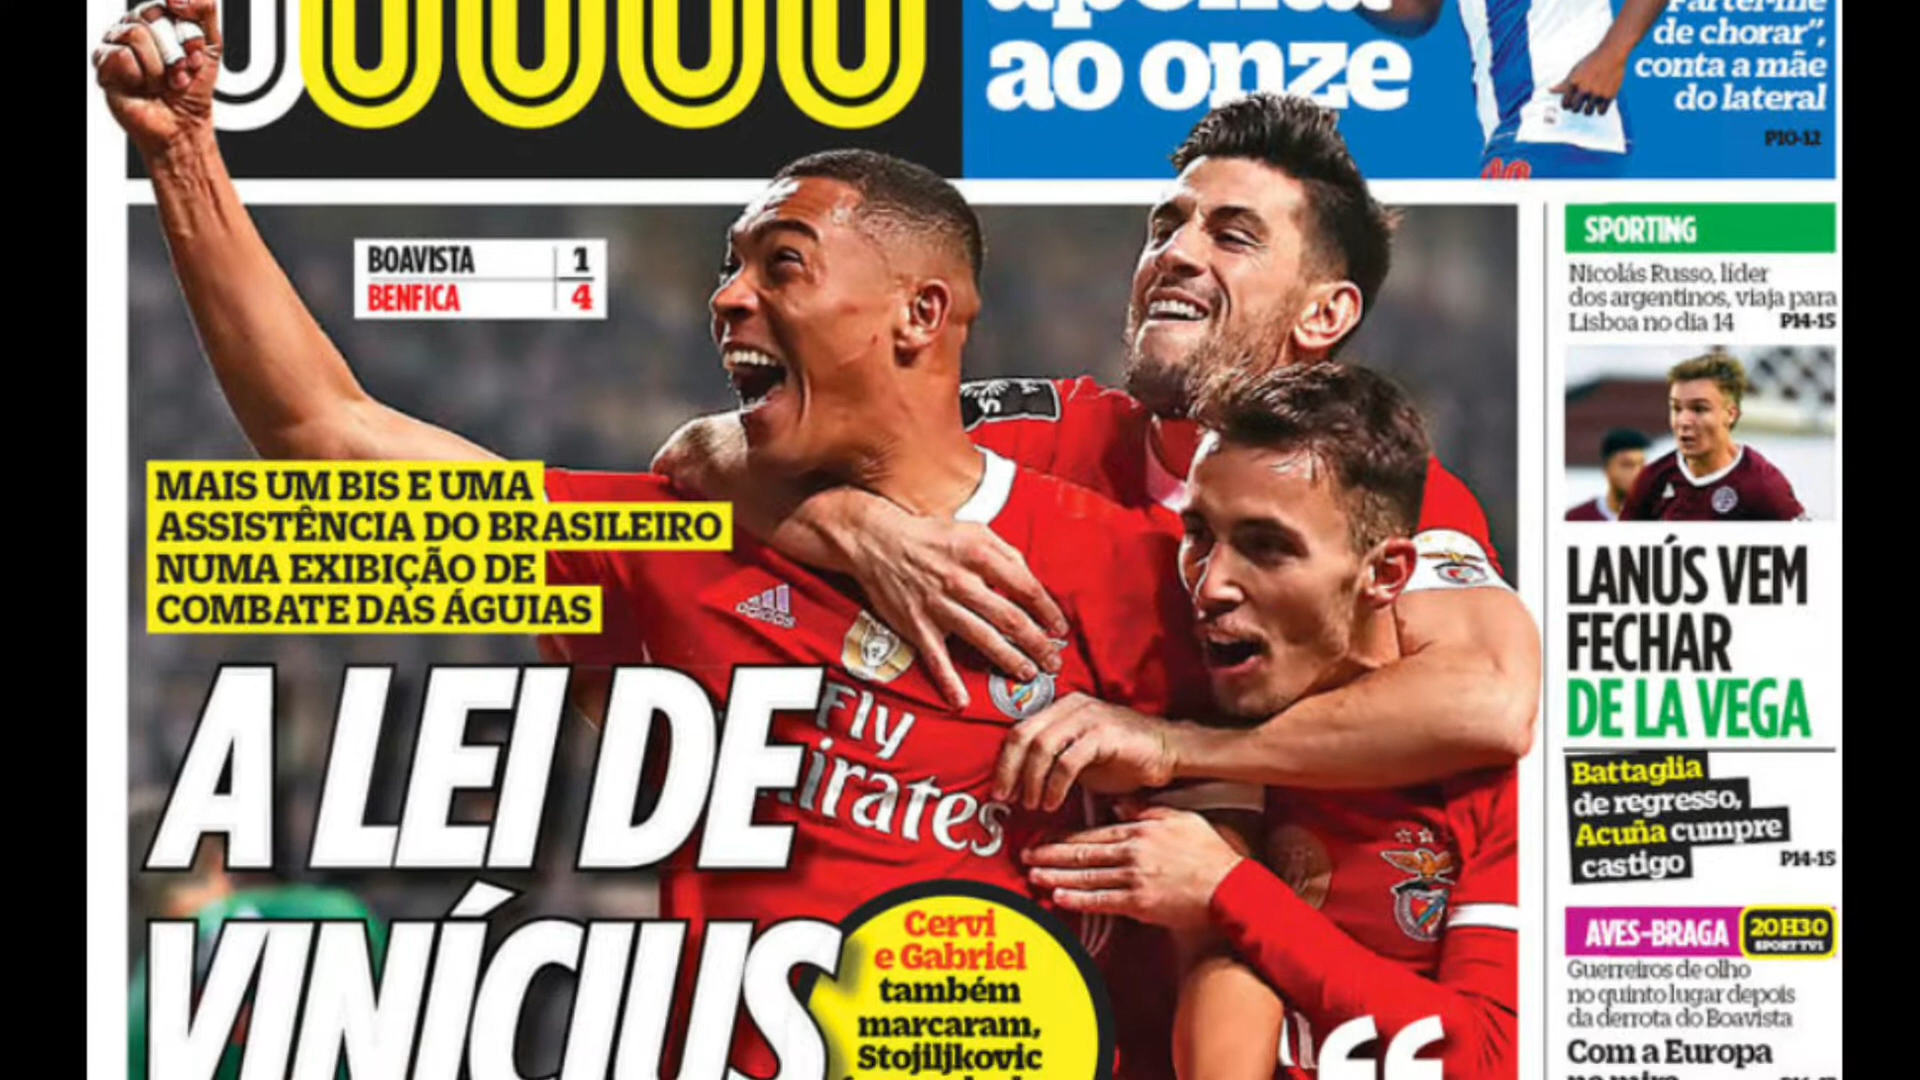 ao onze
de chorar",
conta a mãe
do lateral
P10-12
BOAVISTA 1
BENFICA 4
MAIS UM BIS E UMA
ASSISTÊNCIA DO BRASILEIRO
NUMA EXIBIÇÃO DE
COMBATE DAS ÁGUIAS
A LEI DE
VINÍCIUS
Cervi
e Gabriel
também
marcaram,
Stojiljkovic
adidas
Fly
SPORTING
Nicolás Russo, líder
dos argentinos, viaja para
Lisboa no dia 14 P14-15
LANÚS VEM
FECHAR
DE LA VEGA
Battaglia
de regresso,
Acuña cumpre
castigo P14-15
AVES-BRAGA 20H30
SPORT TV1
Guerreiros de olho
no quinto lugar depois
da derrota do Boavista
Com a Europa